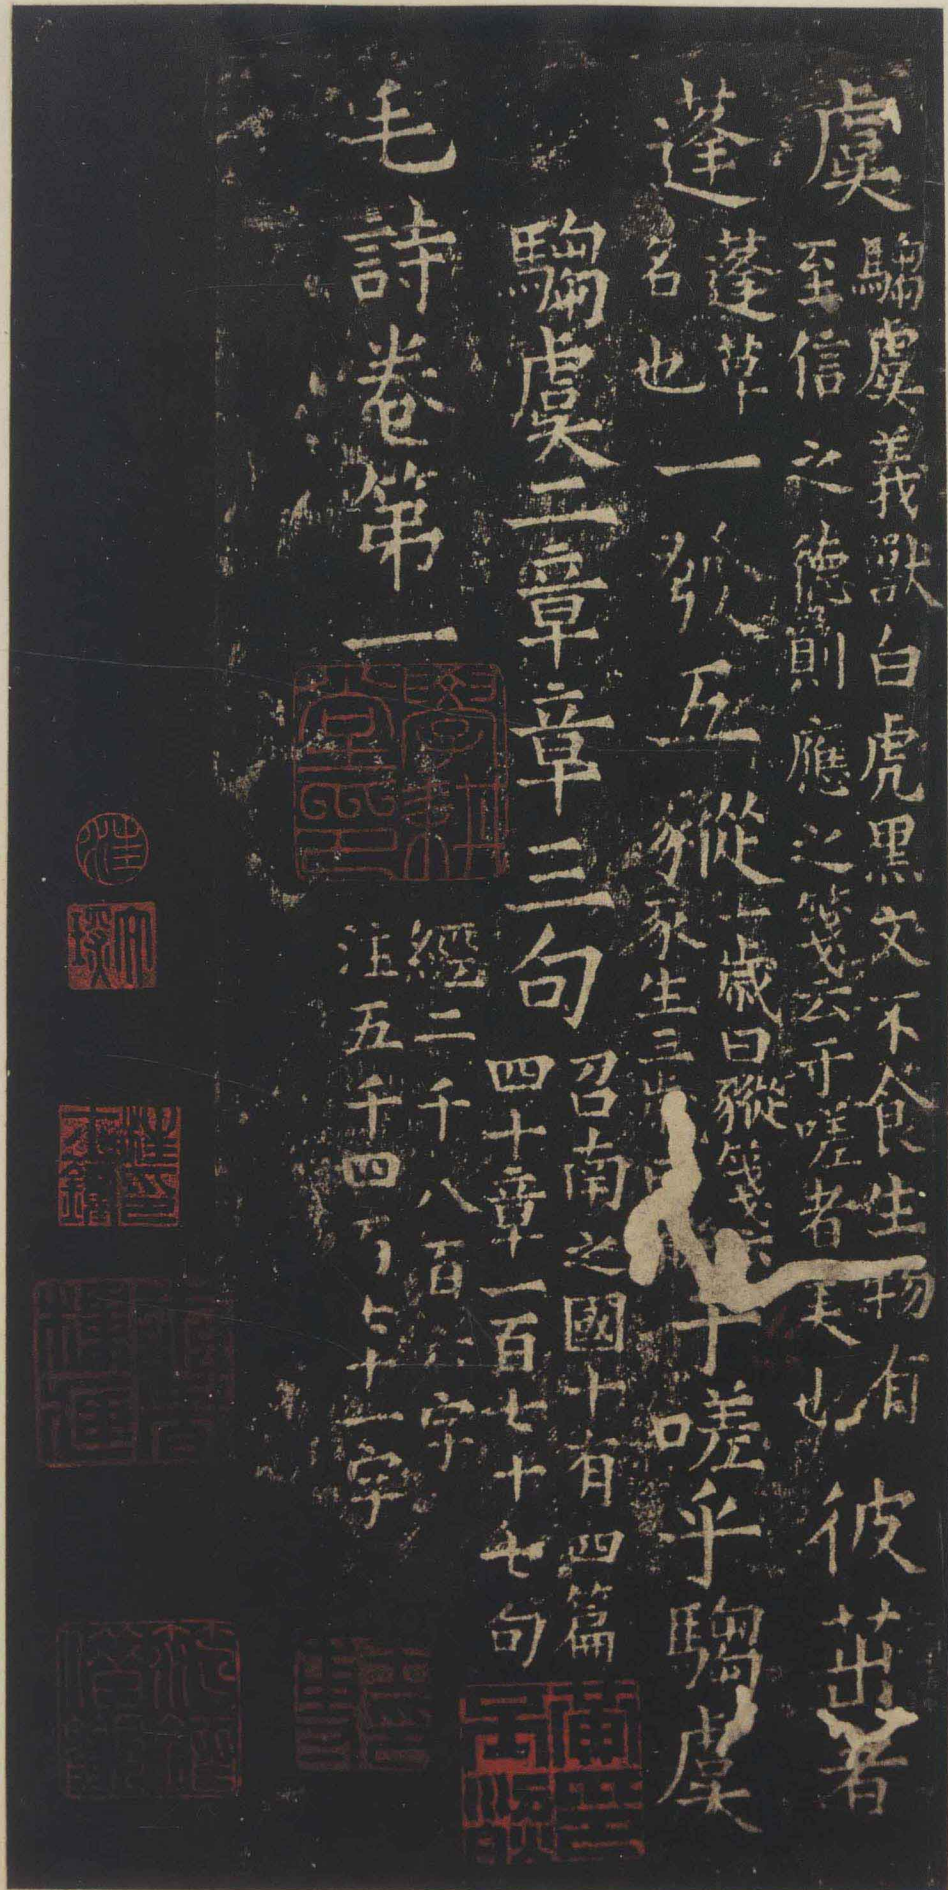 虞
騶虞義獸白虎黑文不食生物有
至信之德則應之箋云于嗟者美也
彼茁者
蓬
蓬草
名也
一發五豵
一歲曰豵箋云
豕生三
于嗟乎騶虞
騶虞二章章三句
召南之國十有四篇
四十章一百七十七句
毛詩卷第一
經二千八百字
注五千四百十一字